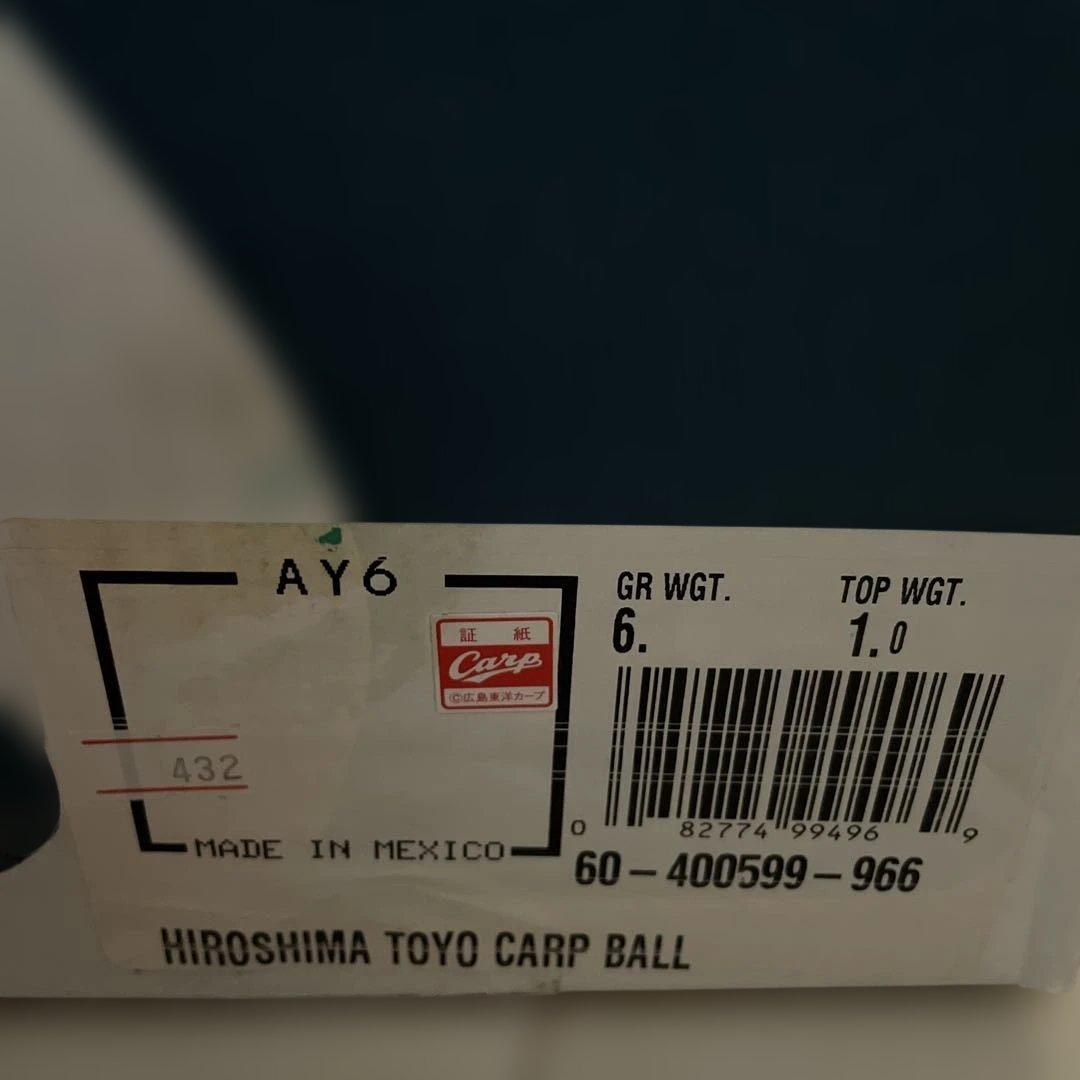 AY6
GR WGT.
TOP WGT.
6.
1.0
証 紙
Carp
©広島東洋カープ
432
0 82774 99496 9
MADE IN MEXICO
60-400599-966
HIROSHIMA TOYO CARP BALL